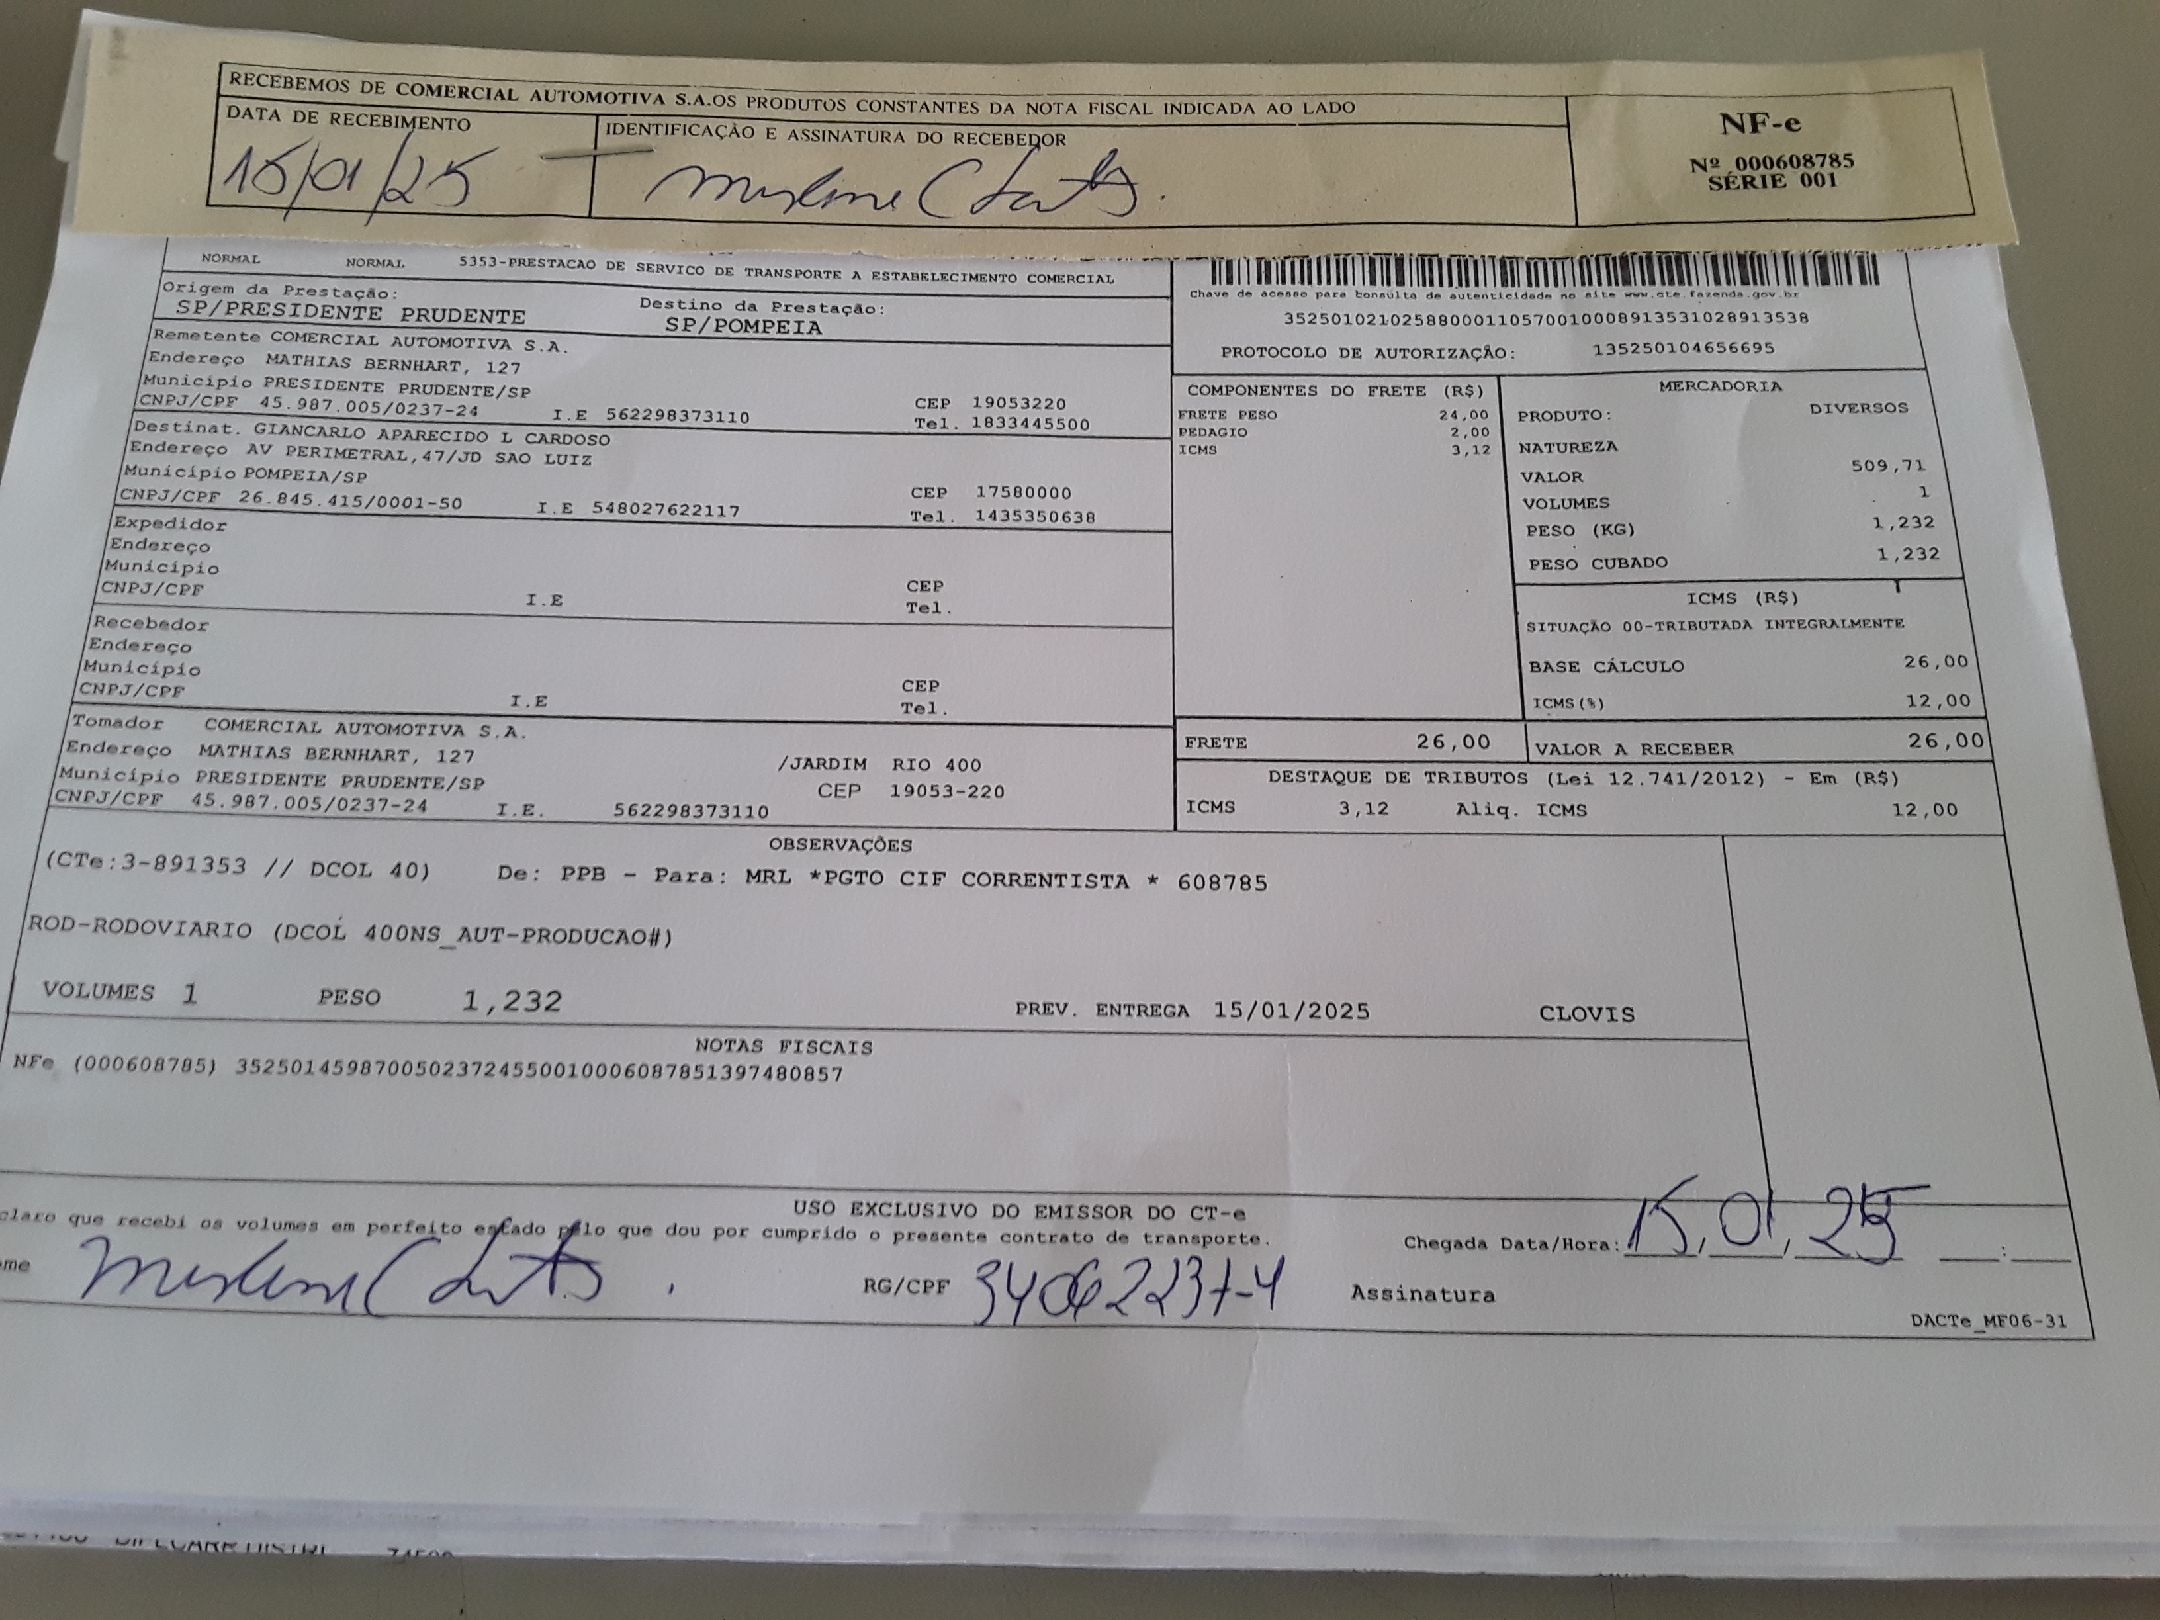 RECEBEMOS DE COMERCIAL AUTOMOTIVA S.A.OS PRODUTOS CONSTANTES DA NOTA FISCAL INDICADA AO LADO
DATA DE RECEBIMENTO
15/01/25
IDENTIFICAÇÃO E ASSINATURA DO RECEBEDOR
NF-e
Nº 000608785
SÉRIE 001
NORMAL NORMAL 5353-PRESTACAO DE SERVICO DE TRANSPORTE A ESTABELECIMENTO COMERCIAL
Origem da Prestação:
SP/PRESIDENTE PRUDENTE
Destino da Prestação:
SP/POMPEIA
Chave de acesso para consulta de autenticidade no site www.cte.fazenda.gov.br
35250102102588000110570010008913531028913538
PROTOCOLO DE AUTORIZAÇÃO: 135250104656695
Remetente COMERCIAL AUTOMOTIVA S.A.
Endereço MATHIAS BERNHART, 127
Município PRESIDENTE PRUDENTE/SP
CNPJ/CPF 45.987.005/0237-24 I.E 562298373110
CEP 19053220
Tel. 1833445500
Destinat. GIANCARLO APARECIDO L CARDOSO
Endereço AV PERIMETRAL,47/JD SAO LUIZ
Município POMPEIA/SP
CNPJ/CPF 26.845.415/0001-50 I.E 548027622117
CEP 17580000
Tel. 1435350638
Expedidor
Endereço
Município
CNPJ/CPF
I.E
CEP
Tel.
Recebedor
Endereço
Município
CNPJ/CPF
I.E
CEP
Tel.
Tomador COMERCIAL AUTOMOTIVA S.A.
Endereço MATHIAS BERNHART, 127 /JARDIM RIO 400
Município PRESIDENTE PRUDENTE/SP CEP 19053-220
CNPJ/CPF 45.987.005/0237-24 I.E. 562298373110
COMPONENTES DO FRETE (R$)
FRETE PESO 24,00
PEDAGIO 2,00
ICMS 3,12
MERCADORIA
PRODUTO: DIVERSOS
NATUREZA
VALOR 509,71
VOLUMES 1
PESO (KG) 1,232
PESO CUBADO 1,232
ICMS (R$)
SITUAÇÃO 00-TRIBUTADA INTEGRALMENTE
BASE CÁLCULO 26,00
ICMS(%) 12,00
FRETE 26,00
VALOR A RECEBER 26,00
DESTAQUE DE TRIBUTOS (Lei 12.741/2012) - Em (R$)
ICMS 3,12 Aliq. ICMS 12,00
OBSERVAÇÕES
(CTe:3-891353 // DCOL 40) De: PPB - Para: MRL *PGTO CIF CORRENTISTA * 608785
ROD-RODOVIARIO (DCOL 400NS_AUT-PRODUCAO#)
VOLUMES 1 PESO 1,232 PREV. ENTREGA 15/01/2025 CLOVIS
NOTAS FISCAIS
NFe (000608785) 35250145987005023724550010006087851397480857
USO EXCLUSIVO DO EMISSOR DO CT-e
claro que recebi os volumes em perfeito estado pelo que dou por cumprido o presente contrato de transporte.
Chegada Data/Hora: 15,01,25 :
me
RG/CPF
Assinatura
DACTe_MF06-31